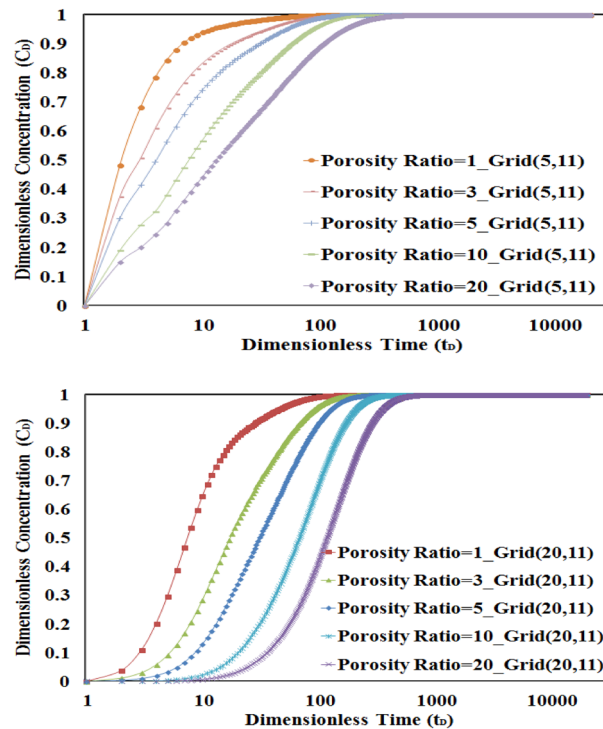 Dimensionless Concentration (C_D)
1
0.9
0.8
0.7
0.6
0.5
0.4
0.3
0.2
0.1
0
Porosity Ratio=1_Grid(5,11)
Porosity Ratio=3_Grid(5,11)
Porosity Ratio=5_Grid(5,11)
Porosity Ratio=10_Grid(5,11)
Porosity Ratio=20_Grid(5,11)
1 10 100 1000 10000
Dimensionless Time (t_D)
Dimensionless Concentration (C_D)
1
0.9
0.8
0.7
0.6
0.5
0.4
0.3
0.2
0.1
0
Porosity Ratio=1_Grid(20,11)
Porosity Ratio=3_Grid(20,11)
Porosity Ratio=5_Grid(20,11)
Porosity Ratio=10_Grid(20,11)
Porosity Ratio=20_Grid(20,11)
1 10 100 1000 10000
Dimensionless Time (t_D)